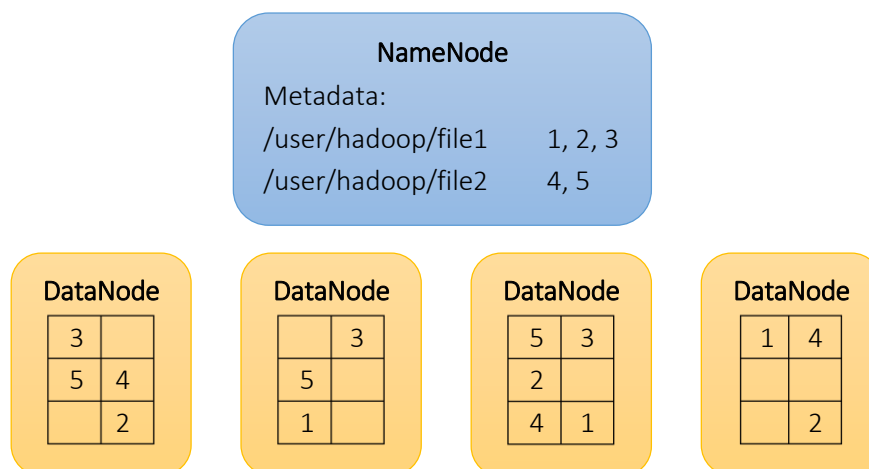 NameNode
Metadata:
/user/hadoop/file1 1, 2, 3
/user/hadoop/file2 4, 5
DataNode
3
5 4
2
DataNode
3
5
1
DataNode
5 3
2
4 1
DataNode
1 4
2